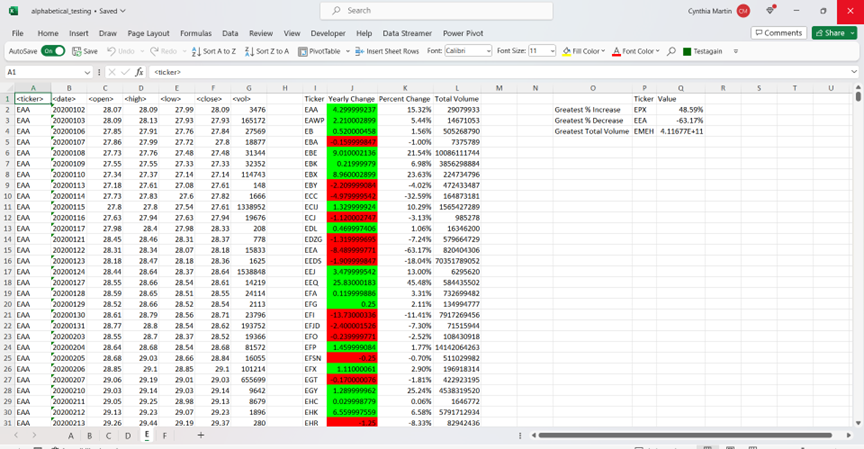 alphabetical_testing • Saved
Search
Cynthia Martin CM
File Home Insert Draw Page Layout Formulas Data Review View Developer Help Data Streamer Power Pivot Comments Share
AutoSave On Save Undo Redo Sort A to Z Sort Z to A PivotTable Insert Sheet Rows Font: Calibri Font Size: 11 Fill Color Font Color Testagain
A1 fx <ticker>
A B C D E F G H I J K L M N O P Q R S T U
1 <ticker> <date> <open> <high> <low> <close> <vol> Ticker Yearly Change Percent Change Total Volume Ticker Value
2 EAA 20200102 28.07 28.09 27.99 28.09 3476 EAA 4.299999237 15.32% 29079933 Greatest % Increase EPX 48.59%
3 EAA 20200103 28.09 28.13 27.93 27.93 165172 EAWP 2.210002899 5.44% 14671053 Greatest % Decrease EEA -63.17%
4 EAA 20200106 27.85 27.91 27.76 27.84 27569 EB 0.520000458 1.56% 505268790 Greatest Total Volume EMEH 4.11677E+11
5 EAA 20200107 27.86 27.99 27.72 27.8 18877 EBA -0.159999847 -1.00% 7375789
6 EAA 20200108 27.73 27.76 27.48 27.48 31344 EBE 9.010002136 21.54% 10086111744
7 EAA 20200109 27.55 27.55 27.33 27.33 32352 EBK 0.21999979 6.98% 3856298884
8 EAA 20200110 27.34 27.37 27.14 27.14 114743 EBX 8.960002899 23.63% 224734796
9 EAA 20200113 27.18 27.61 27.08 27.61 148 EBY -2.209999084 -4.02% 472433487
10 EAA 20200114 27.73 27.83 27.6 27.82 1666 ECC -4.979999542 -32.59% 164873181
11 EAA 20200115 27.8 27.8 27.54 27.61 1338952 ECIJ 1.329999924 10.29% 1565427289
12 EAA 20200116 27.63 27.94 27.63 27.94 19676 ECJ -1.120002747 -3.13% 985278
13 EAA 20200117 27.98 28.4 27.98 28.33 208 EDL 0.469997406 1.06% 16346200
14 EAA 20200121 28.45 28.46 28.31 28.37 778 EDZG -1.319999695 -7.24% 579664729
15 EAA 20200122 28.31 28.34 28.07 28.18 15833 EEA -8.489999771 -63.17% 820404306
16 EAA 20200123 28.18 28.47 28.18 28.36 1625 EEDS -1.909999847 -18.04% 70351789052
17 EAA 20200124 28.44 28.64 28.37 28.64 1538848 EEJ 3.479999542 13.00% 6295620
18 EAA 20200127 28.55 28.66 28.54 28.61 14219 EEQ 25.83000183 45.48% 584435502
19 EAA 20200128 28.59 28.65 28.51 28.55 24114 EFA 0.119999886 3.31% 732699482
20 EAA 20200129 28.52 28.66 28.52 28.54 2113 EFG 0.25 2.11% 134994777
21 EAA 20200130 28.61 28.79 28.56 28.71 23796 EFI -13.73000336 -11.41% 7917269456
22 EAA 20200131 28.77 28.8 28.54 28.62 193752 EFJD -2.400001526 -7.30% 71515944
23 EAA 20200203 28.55 28.7 28.37 28.52 19366 EFO -0.239999771 -2.52% 108430918
24 EAA 20200204 28.58 28.64 28.54 28.68 81572 EFP 1.459999084 1.77% 14142064263
25 EAA 20200205 28.68 29.03 28.66 28.84 16055 EFSN -0.25 -0.70% 511029982
26 EAA 20200206 28.85 29.1 28.85 29.1 101214 EFX 1.11000061 2.90% 196918314
27 EAA 20200207 29.06 29.19 29.01 29.03 655699 EGT -0.170000076 -1.81% 422923195
28 EAA 20200210 29.03 29.14 29.03 29.14 9642 EGY 1.289999962 25.24% 4538319520
29 EAA 20200211 29.05 29.25 28.98 29.13 8679 EHC 0.029998779 0.06% 1646772
30 EAA 20200212 29.13 29.23 29.07 29.23 1896 EHK 6.559997559 6.58% 5791712934
31 EAA 20200213 29.26 29.44 29.19 29.37 280 EHR -1.25 -8.33% 82942436
A B C D E F